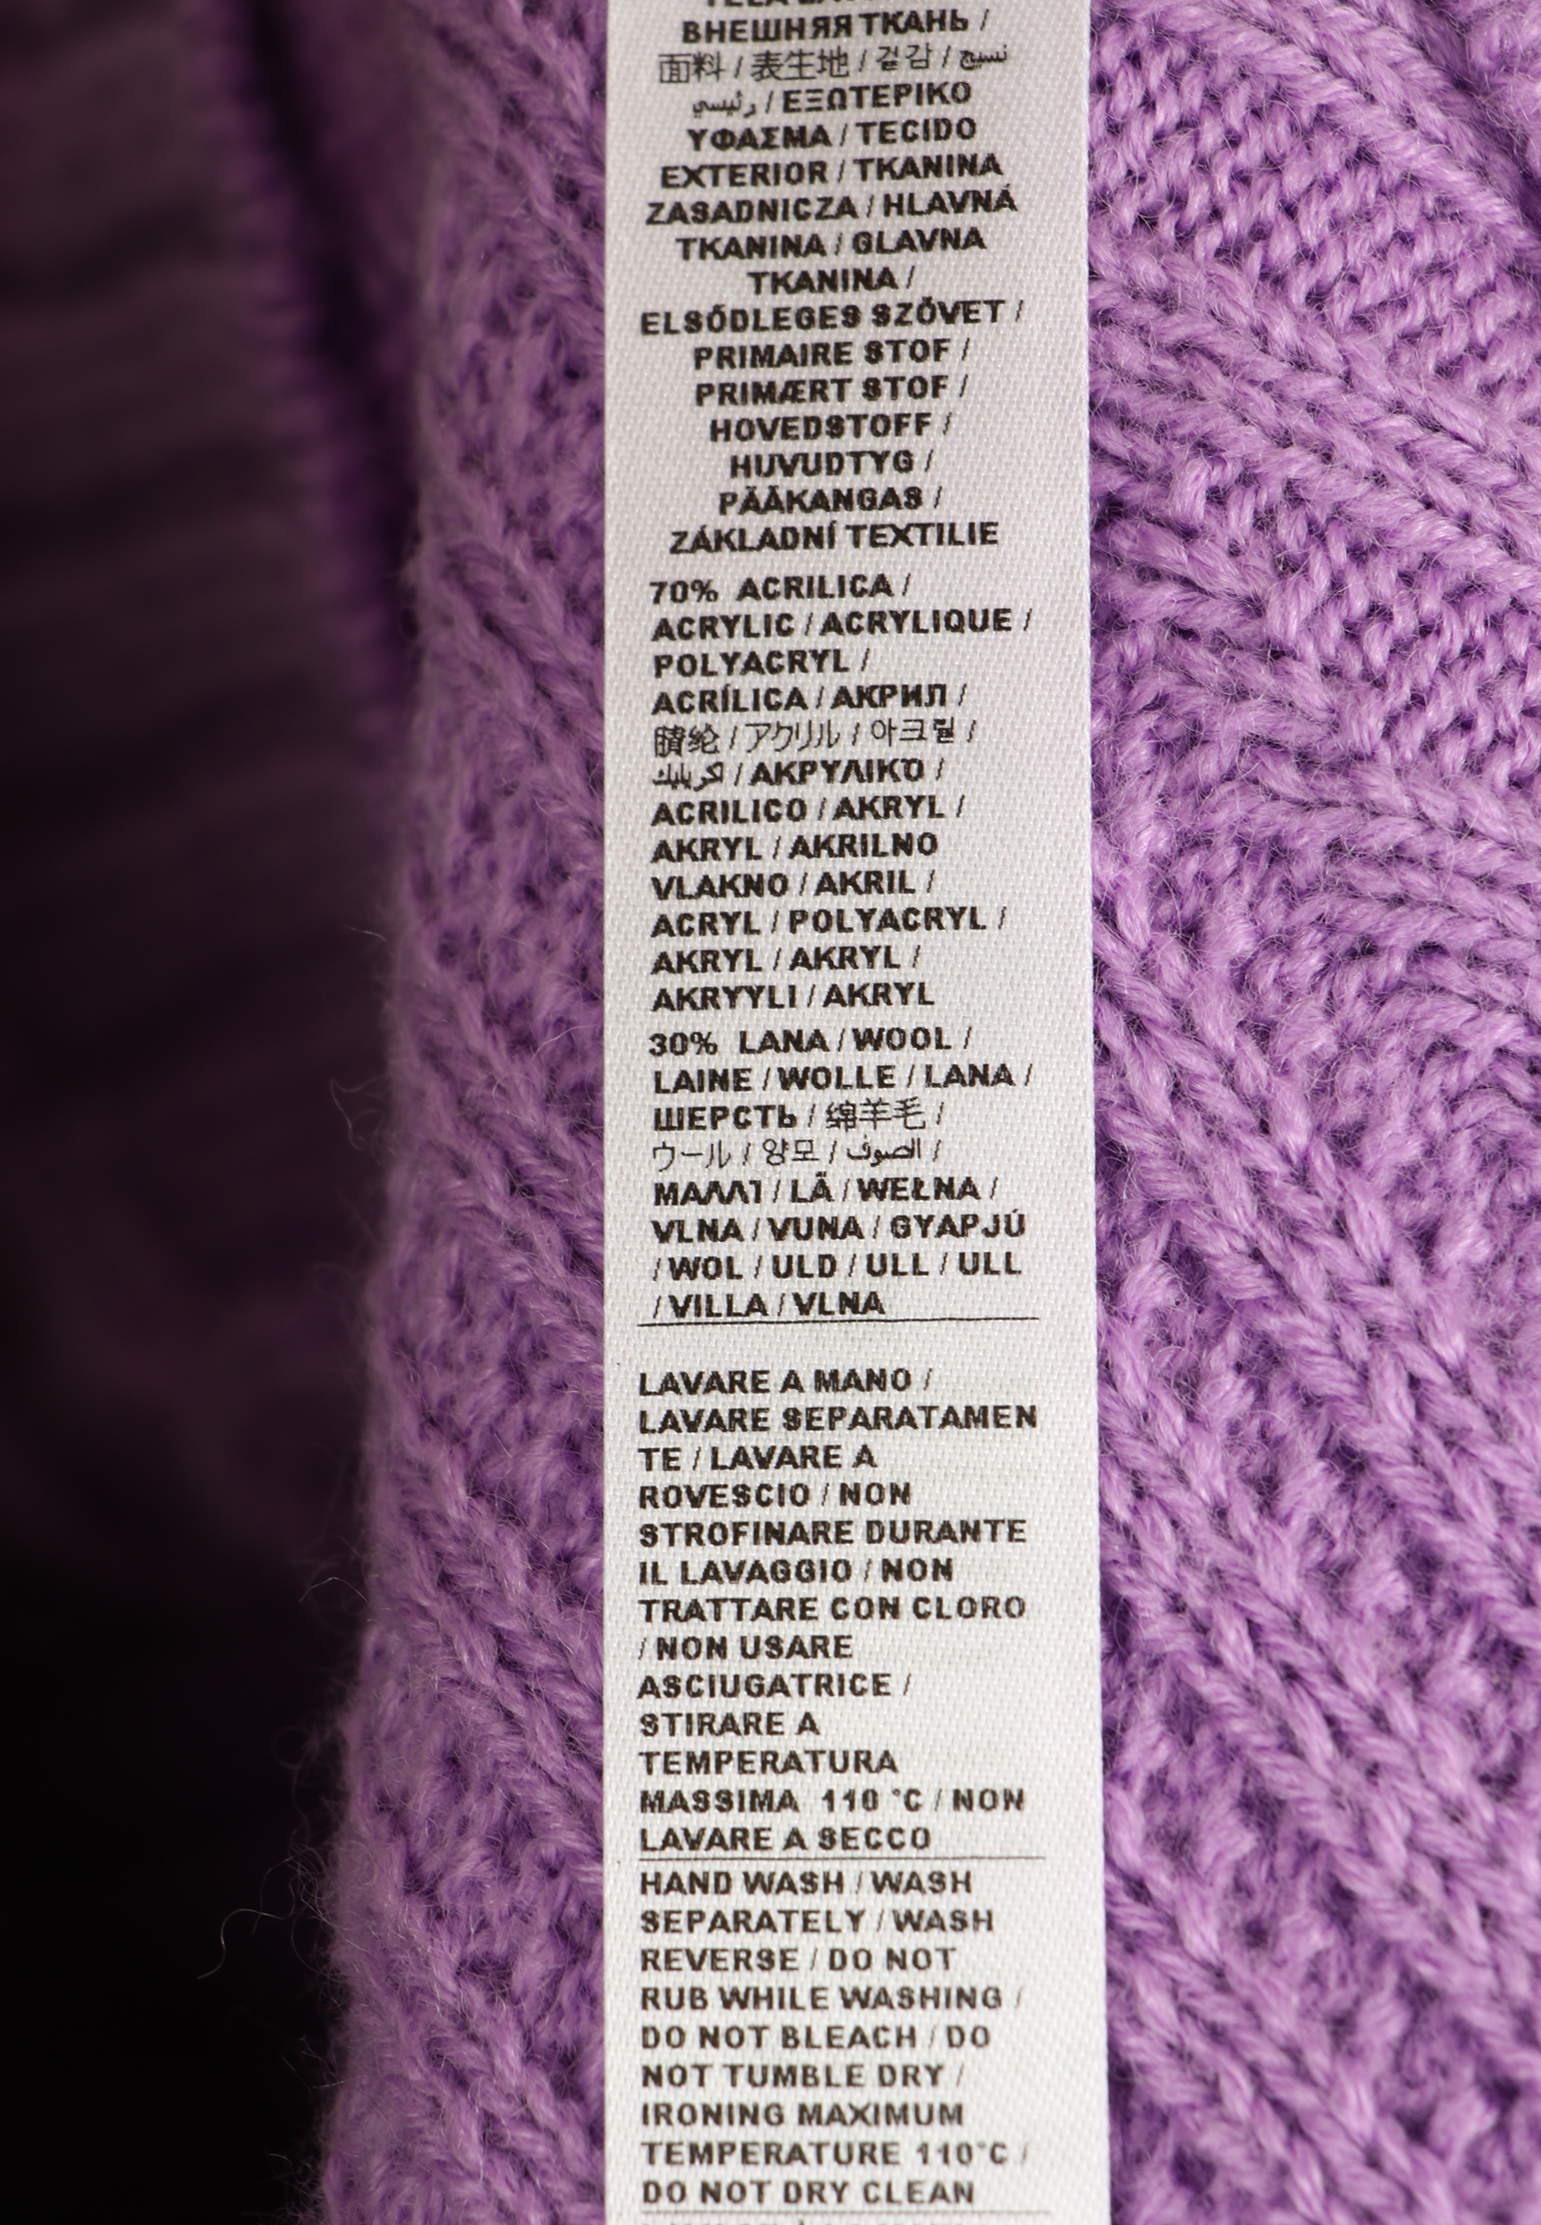 ВНЕШНЯЯ ТКАНЬ /
面料 / 表生地 / 겉감 / نسيج
رئيسي / ΕΞΩΤΕΡΙΚΟ
ΥΦΑΣΜΑ / TECIDO
EXTERIOR / TKANINA
ZASADNICZA / HLAVNÁ
TKANINA / GLAVNA
TKANINA /
ELSŐDLEGES SZÖVET /
PRIMAIRE STOF /
PRIMÆRT STOF /
HOVEDSTOFF /
HUVUDTYG /
PÄÄKANGAS /
ZÁKLADNÍ TEXTILIE
70% ACRILICA /
ACRYLIC / ACRYLIQUE /
POLYACRYL /
ACRÍLICA / АКРИЛ /
腈纶 / アクリル / 아크릴 /
/ ΑΚΡΥΛΙΚΌ /
ACRILICO / AKRYL /
AKRYL / AKRILNO
VLAKNO / AKRIL /
ACRYL / POLYACRYL /
AKRYL / AKRYL /
AKRYYLI / AKRYL
30% LANA / WOOL /
LAINE / WOLLE / LANA /
ШЕРСТЬ / 绵羊毛 /
ウール / 양모 / الصوف /
ΜΑΛΛΊ / LÃ / WEŁNA /
VLNA / VUNA / GYAPJÚ
/ WOL / ULD / ULL / ULL
/ VILLA / VLNA
LAVARE A MANO /
LAVARE SEPARATAMEN
TE / LAVARE A
ROVESCIO / NON
STROFINARE DURANTE
IL LAVAGGIO / NON
TRATTARE CON CLORO
/ NON USARE
ASCIUGATRICE /
STIRARE A
TEMPERATURA
MASSIMA 110 °C / NON
LAVARE A SECCO
HAND WASH / WASH
SEPARATELY / WASH
REVERSE / DO NOT
RUB WHILE WASHING /
DO NOT BLEACH / DO
NOT TUMBLE DRY /
IRONING MAXIMUM
TEMPERATURE 110°C /
DO NOT DRY CLEAN